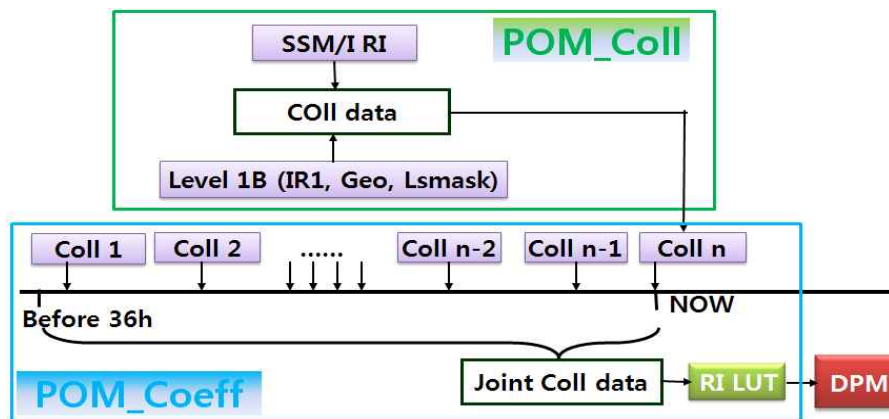 SSM/I RI
POM_Coll
COll data
Level 1B (IR1, Geo, Lsmask)
Coll 1
Coll 2
......
Coll n-2
Coll n-1
Coll n
NOW
Before 36h
Joint Coll data
RI LUT
DPM
POM_Coeff